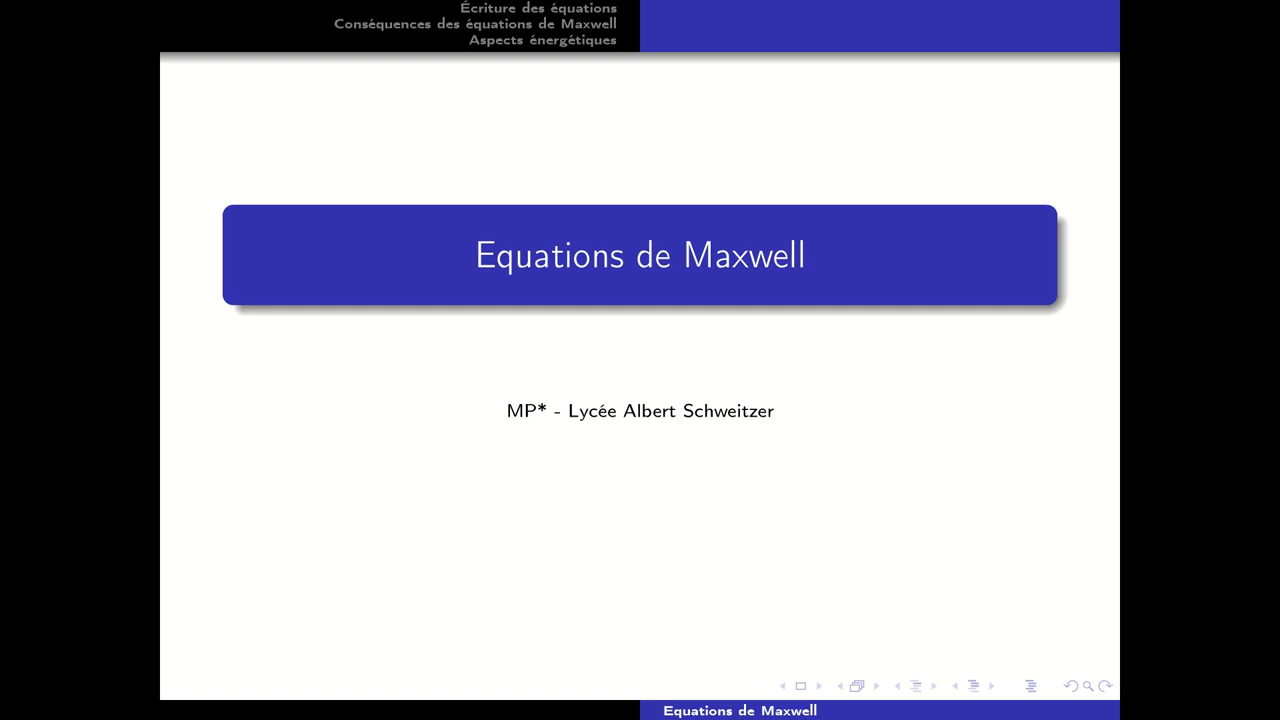 Écriture des équations
Conséquences des équations de Maxwell
Aspects énergétiques
Equations de Maxwell
MP* - Lycée Albert Schweitzer
Equations de Maxwell